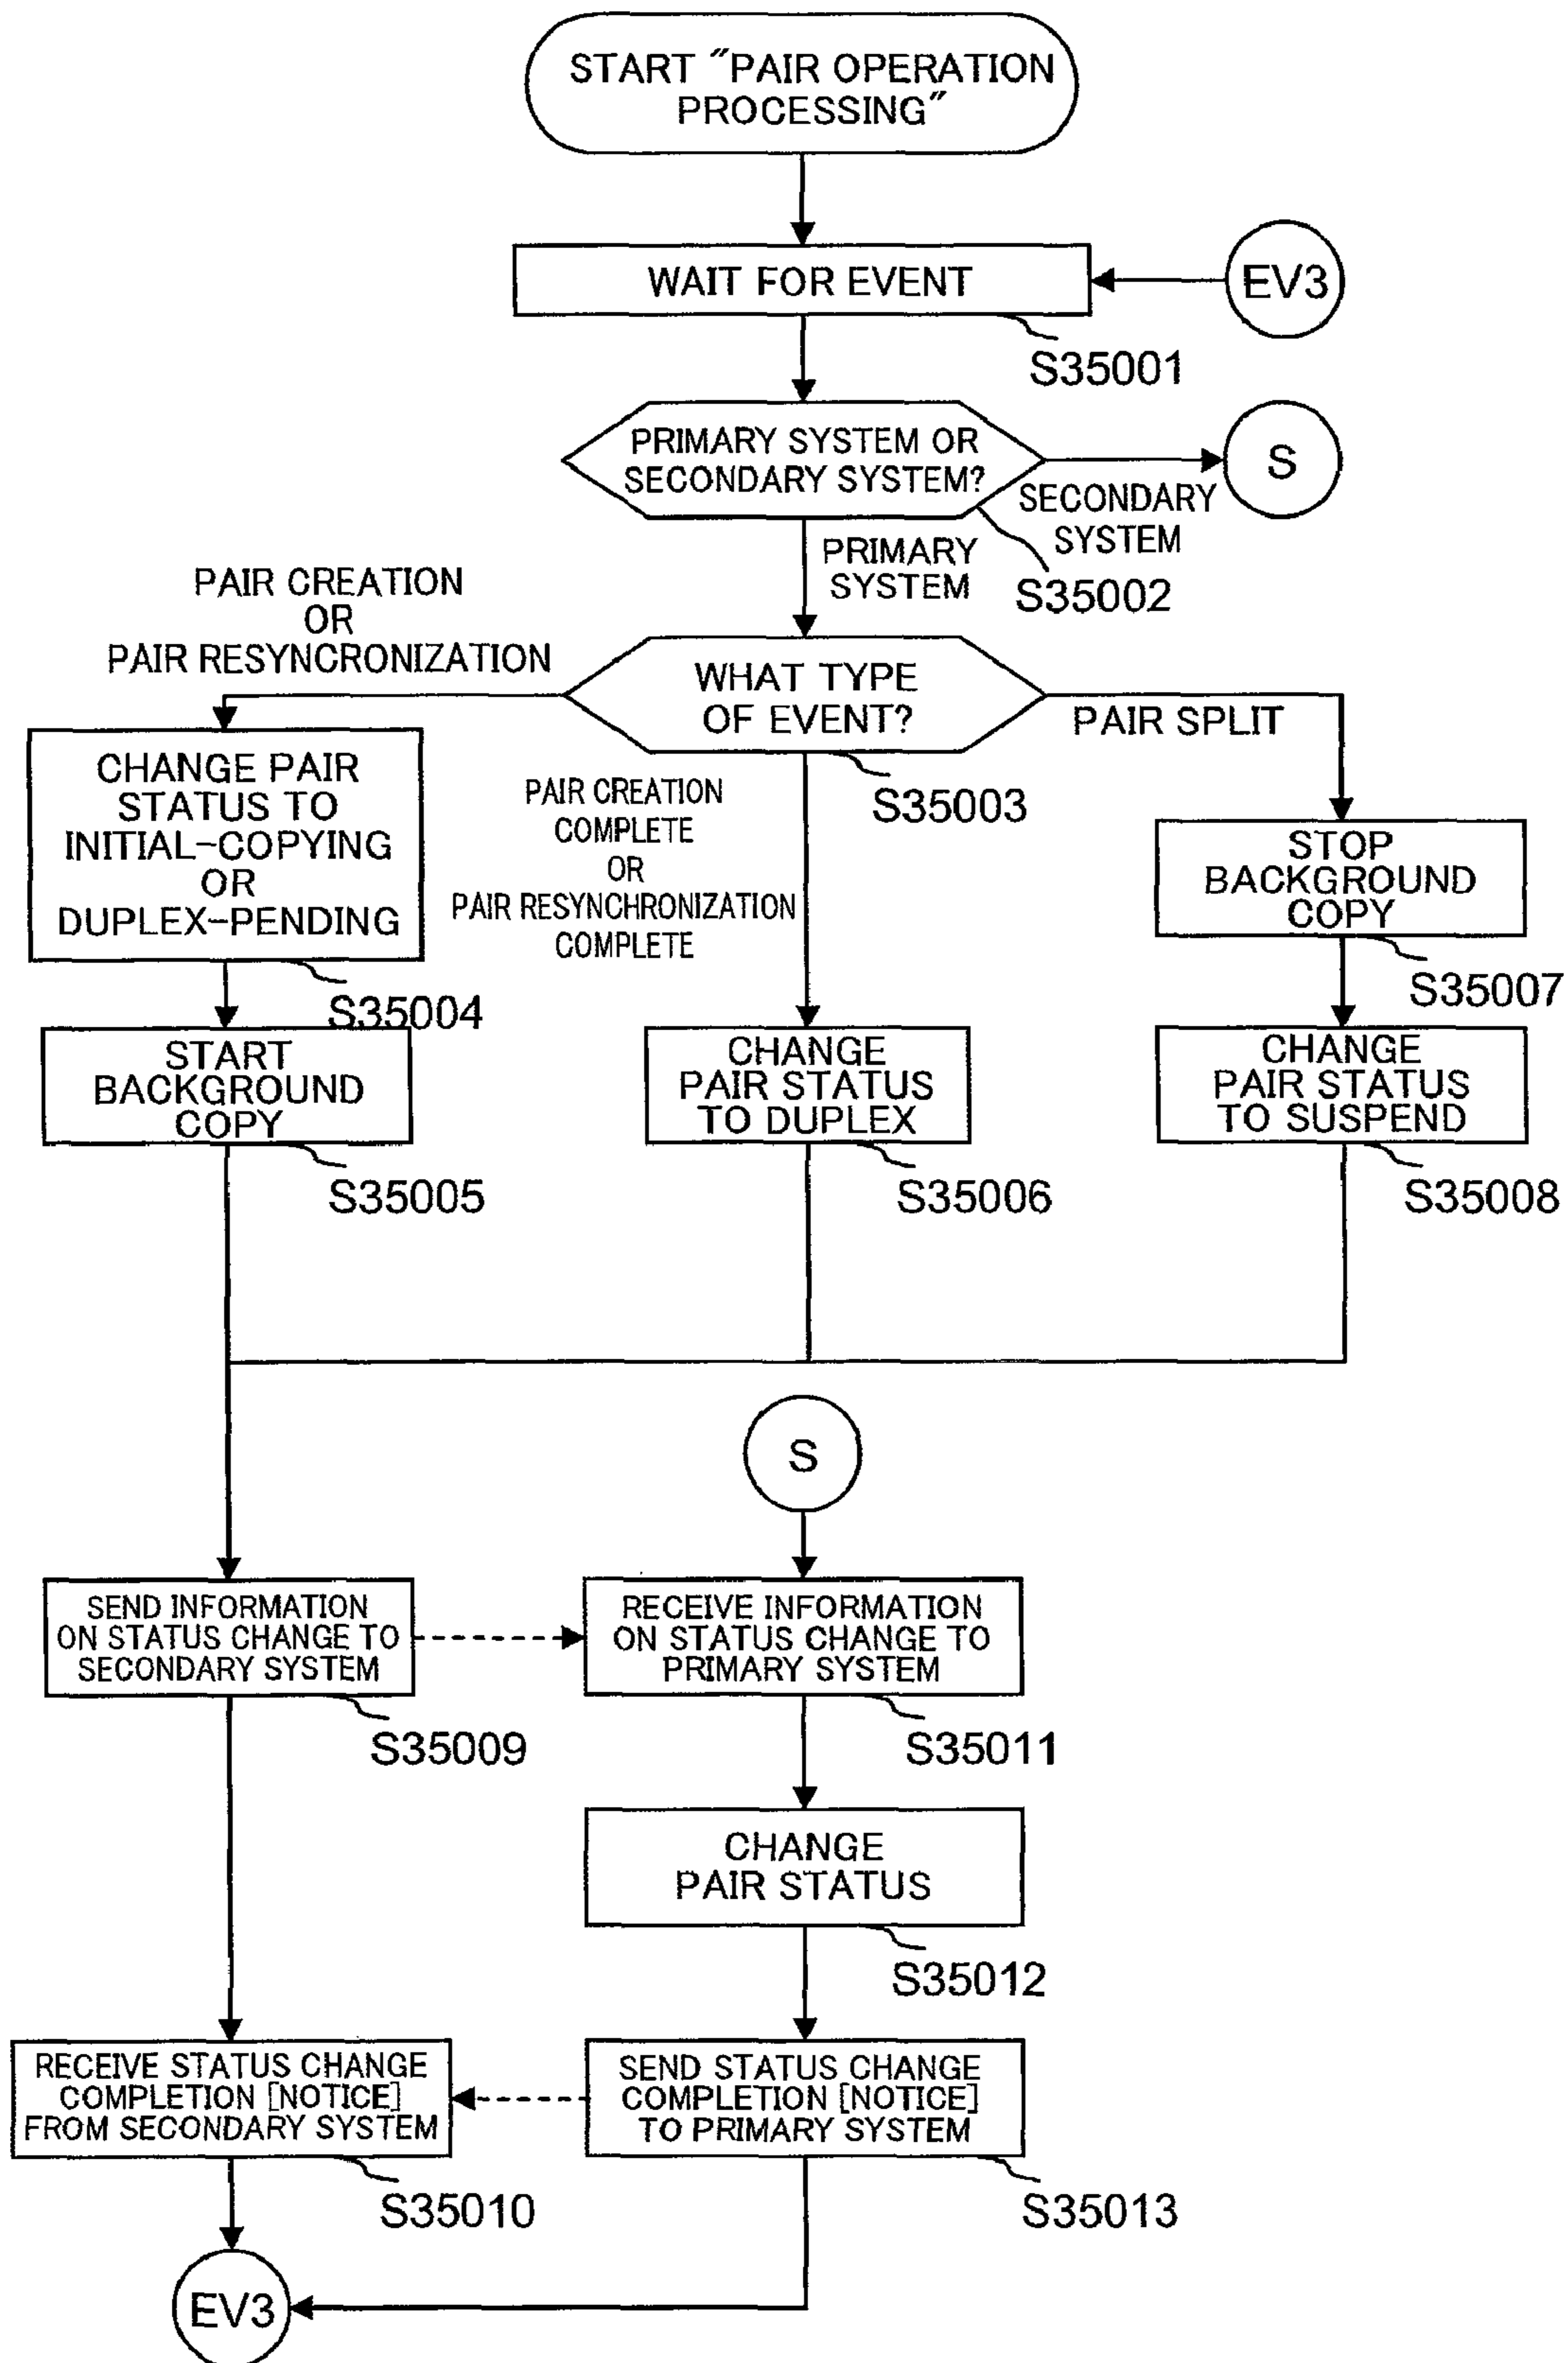 START "PAIR OPERATION
PROCESSING"
WAIT FOR EVENT
EV3
S35001
PRIMARY SYSTEM OR
SECONDARY SYSTEM?
S
SECONDARY
SYSTEM
PRIMARY
SYSTEM
S35002
PAIR CREATION
OR
PAIR RESYNCRONIZATION
WHAT TYPE
OF EVENT?
PAIR SPLIT
S35003
CHANGE PAIR
STATUS TO
INITIAL-COPYING
OR
DUPLEX-PENDING
S35004
PAIR CREATION
COMPLETE
OR
PAIR RESYNCHRONIZATION
COMPLETE
STOP
BACKGROUND
COPY
S35007
START
BACKGROUND
COPY
S35005
CHANGE
PAIR STATUS
TO DUPLEX
S35006
CHANGE
PAIR STATUS
TO SUSPEND
S35008
S
SEND INFORMATION
ON STATUS CHANGE TO
SECONDARY SYSTEM
S35009
RECEIVE INFORMATION
ON STATUS CHANGE TO
PRIMARY SYSTEM
S35011
CHANGE
PAIR STATUS
S35012
RECEIVE STATUS CHANGE
COMPLETION [NOTICE]
FROM SECONDARY SYSTEM
S35010
SEND STATUS CHANGE
COMPLETION [NOTICE]
TO PRIMARY SYSTEM
S35013
EV3